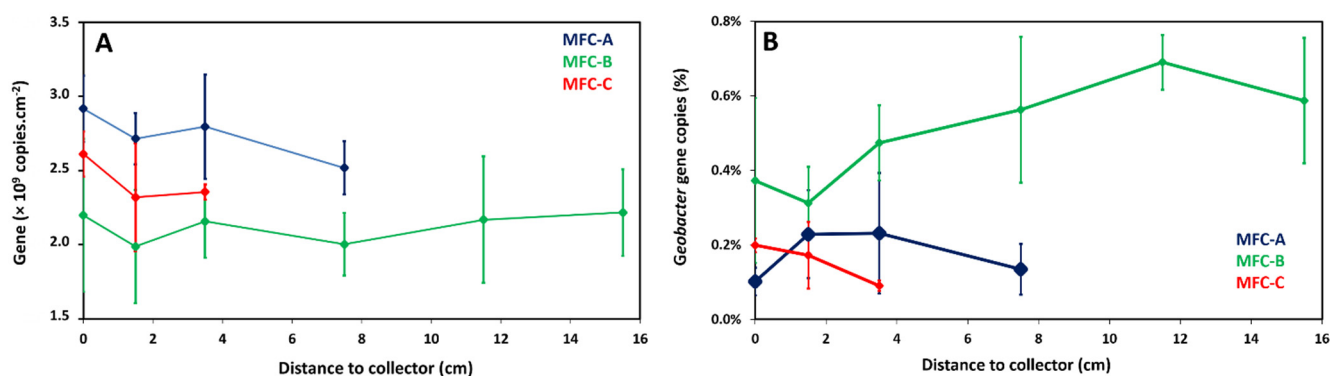 A
MFC-A
MFC-B
MFC-C
Gene (× 10⁹ copies.cm⁻²)
3.5
3.0
2.5
2.0
1.5
0 2 4 6 8 10 12 14 16
Distance to collector (cm)
B
MFC-A
MFC-B
MFC-C
Geobacter gene copies (%)
0.8%
0.6%
0.4%
0.2%
0.0%
0 2 4 6 8 10 12 14 16
Distance to collector (cm)